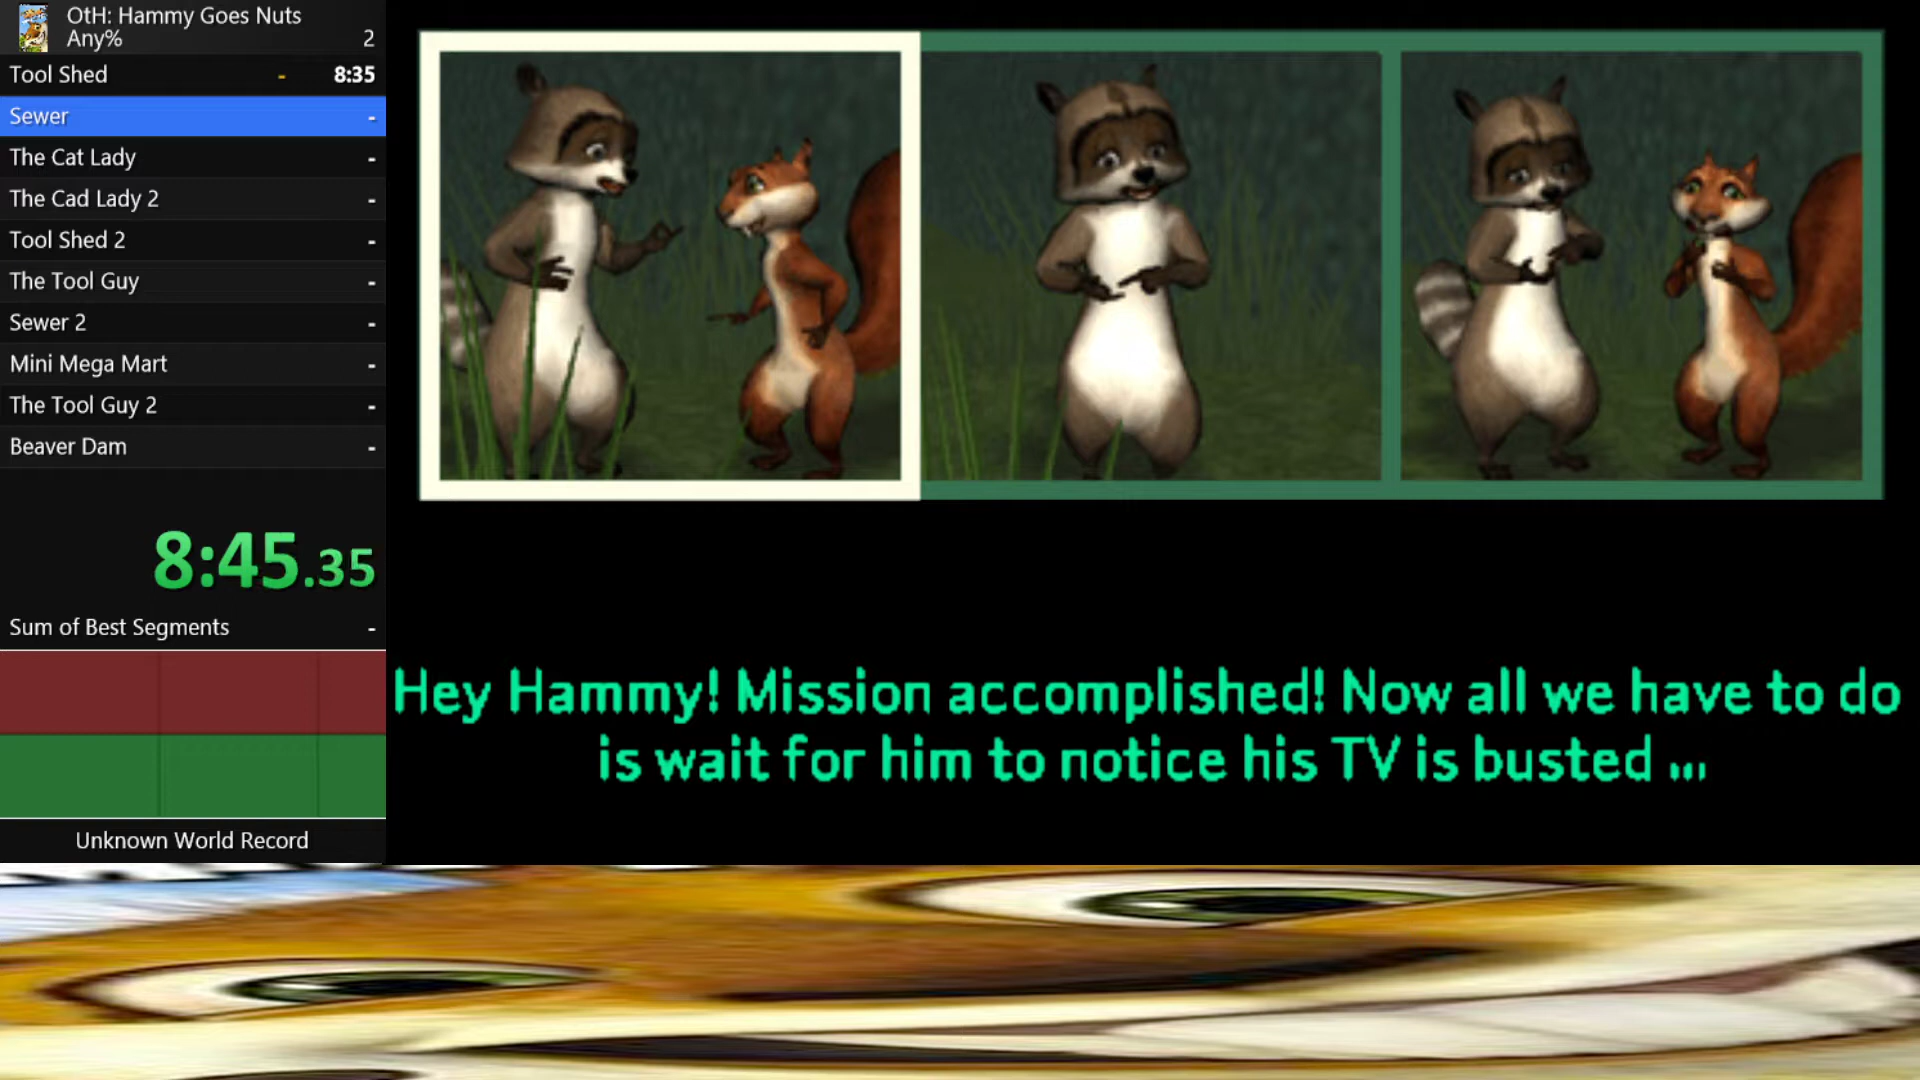 OtH: Hammy Goes Nuts
Any% 2
Tool Shed - 8:35
Sewer -
The Cat Lady -
The Cad Lady 2 -
Tool Shed 2 -
The Tool Guy -
Sewer 2 -
Mini Mega Mart -
The Tool Guy 2 -
Beaver Dam -
8:45.35
Sum of Best Segments -
Unknown World Record
Hey Hammy! Mission accomplished! Now all we have to do
is wait for him to notice his TV is busted ...